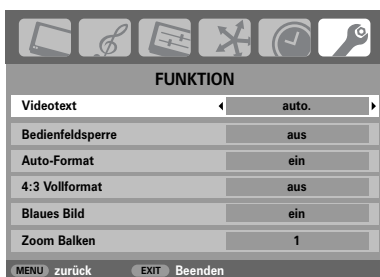 FUNKTION
Videotext auto.
Bedienfeldsperre aus
Auto-Format ein
4:3 Vollformat aus
Blaues Bild ein
Zoom Balken 1
MENU zurück EXIT Beenden